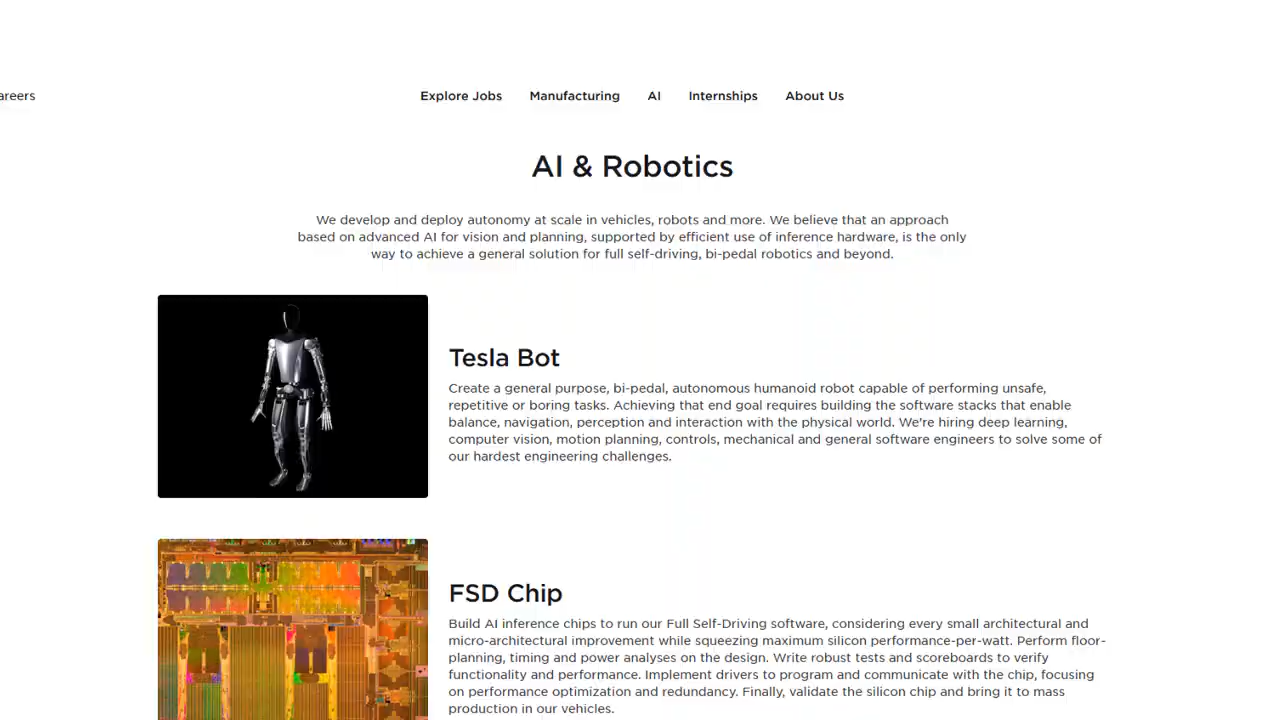 Explore Jobs Manufacturing AI Internships About Us
AI & Robotics
We develop and deploy autonomy at scale in vehicles, robots and more. We believe that an approach
based on advanced AI for vision and planning, supported by efficient use of inference hardware, is the only
way to achieve a general solution for full self-driving, bi-pedal robotics and beyond.
Tesla Bot
Create a general purpose, bi-pedal, autonomous humanoid robot capable of performing unsafe,
repetitive or boring tasks. Achieving that end goal requires building the software stacks that enable
balance, navigation, perception and interaction with the physical world. We're hiring deep learning,
computer vision, motion planning, controls, mechanical and general software engineers to solve some of
our hardest engineering challenges.
FSD Chip
Build AI inference chips to run our Full Self-Driving software, considering every small architectural and
micro-architectural improvement while squeezing maximum silicon performance-per-watt. Perform floor-
planning, timing and power analyses on the design. Write robust tests and scoreboards to verify
functionality and performance. Implement drivers to program and communicate with the chip, focusing
on performance optimization and redundancy. Finally, validate the silicon chip and bring it to mass
production in our vehicles.